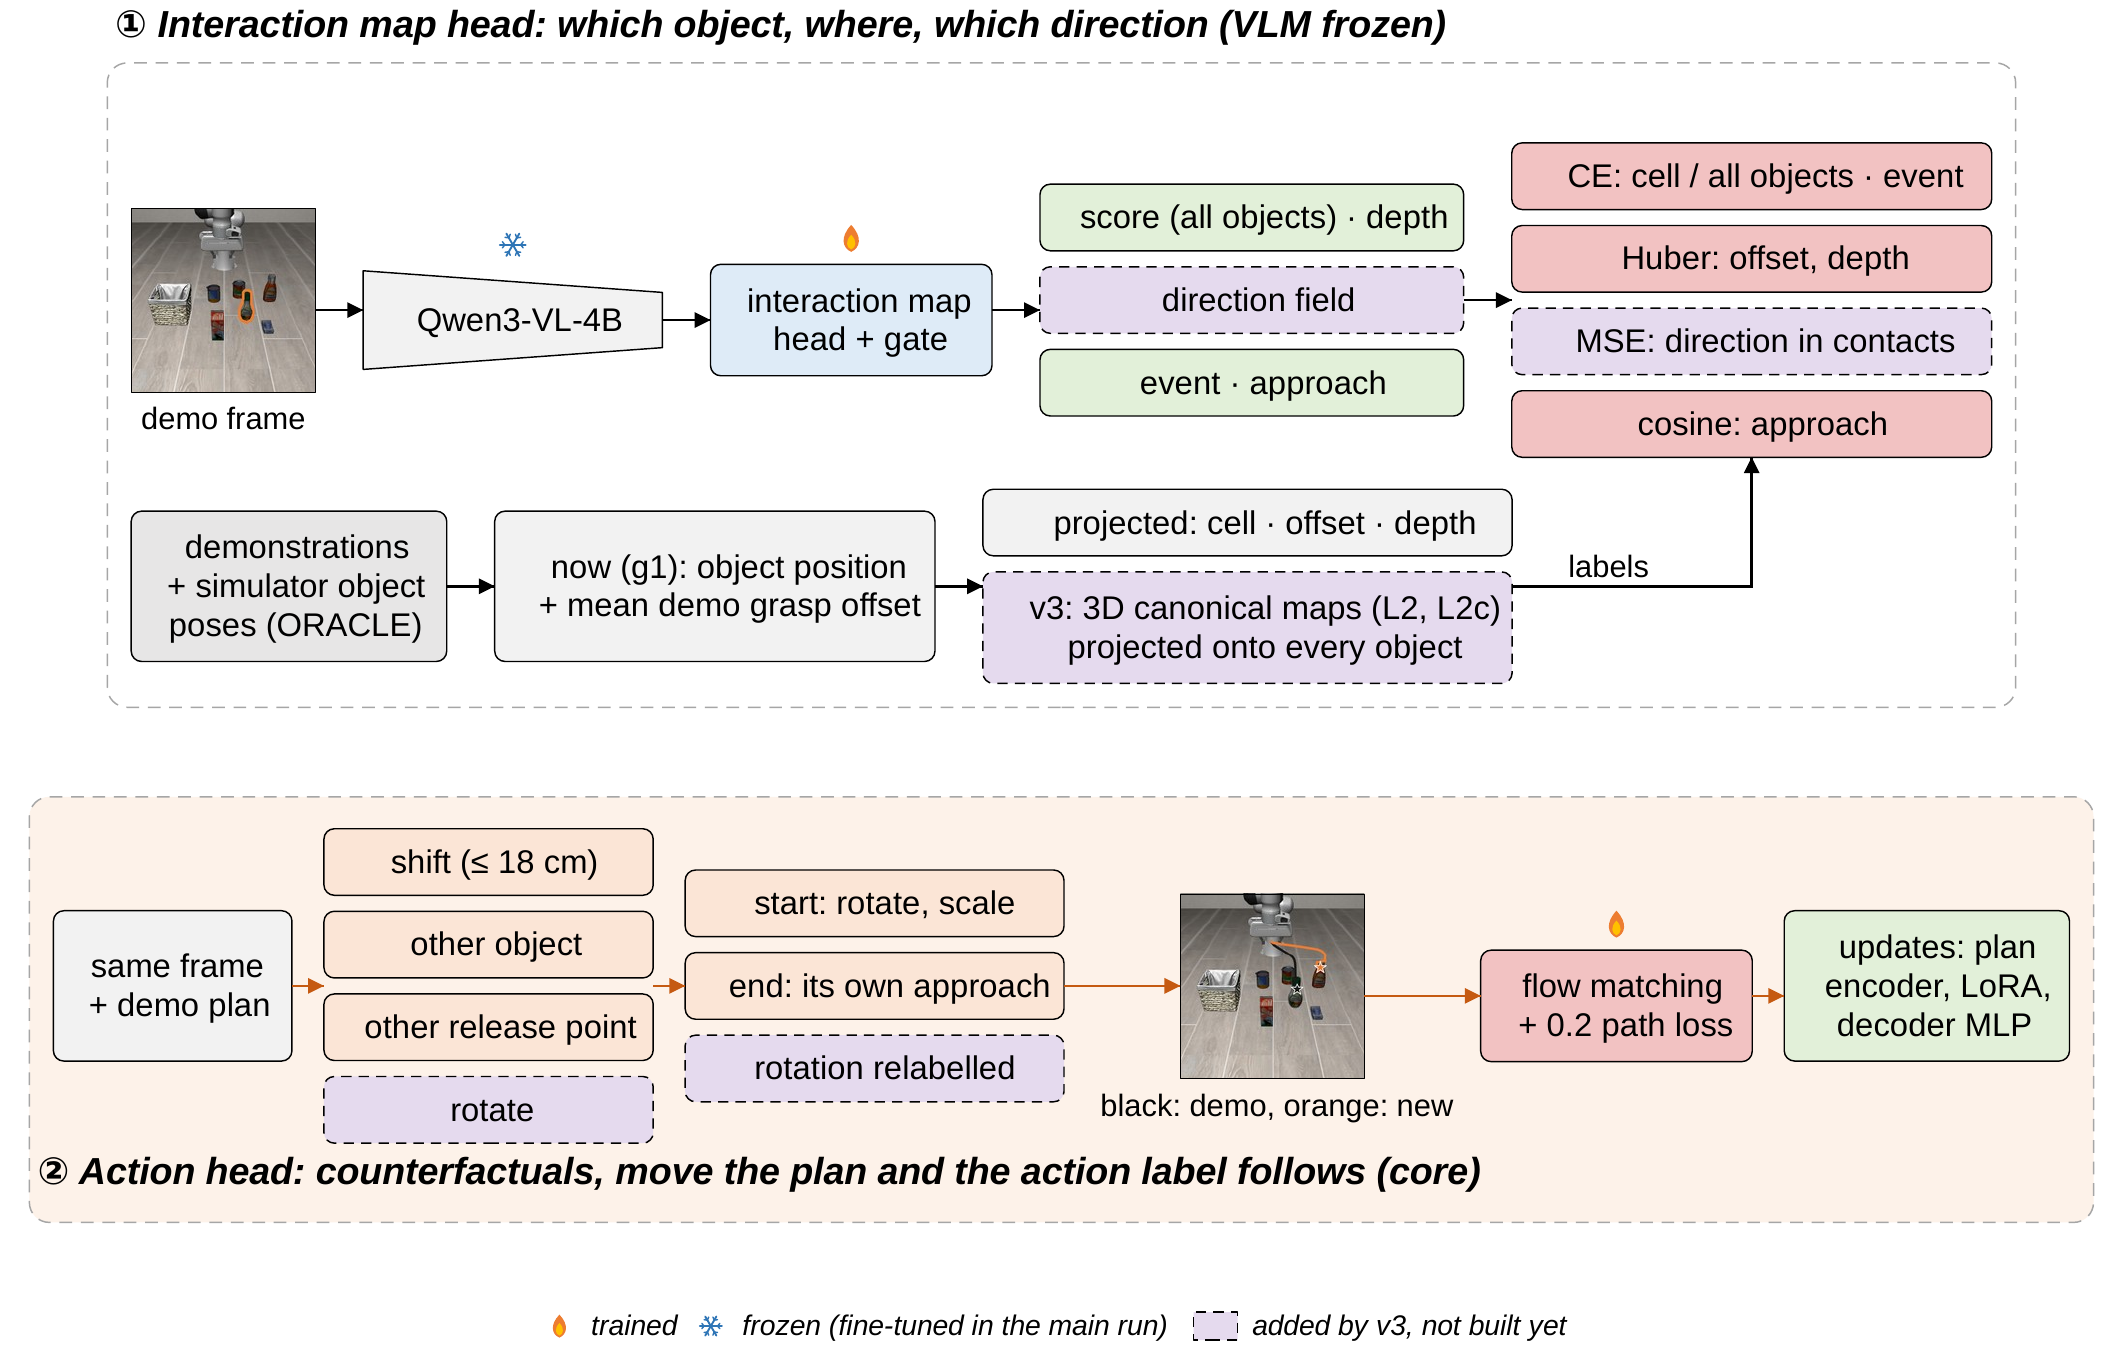 ① Interaction map head: which object, where, which direction (VLM frozen)
demo frame
Qwen3-VL-4B
interaction map
head + gate
score (all objects) · depth
direction field
event · approach
CE: cell / all objects · event
Huber: offset, depth
MSE: direction in contacts
cosine: approach
demonstrations
+ simulator object
poses (ORACLE)
now (g1): object position
+ mean demo grasp offset
projected: cell · offset · depth
v3: 3D canonical maps (L2, L2c)
projected onto every object
labels
same frame
+ demo plan
shift (≤ 18 cm)
other object
other release point
rotate
start: rotate, scale
end: its own approach
rotation relabelled
black: demo, orange: new
flow matching
+ 0.2 path loss
updates: plan
encoder, LoRA,
decoder MLP
② Action head: counterfactuals, move the plan and the action label follows (core)
trained
frozen (fine-tuned in the main run)
added by v3, not built yet